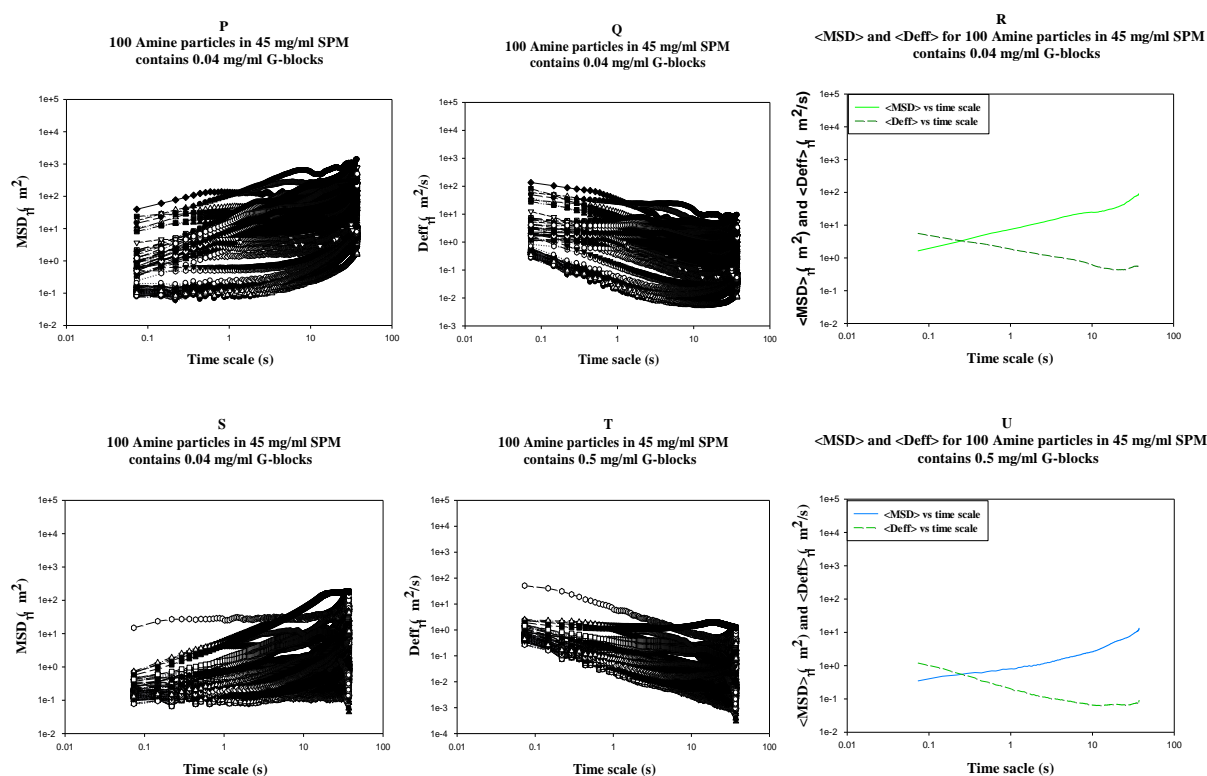 P
100 Amine particles in 45 mg/ml SPM
contains 0.04 mg/ml G-blocks
MSD ( m²)
1e+5
1e+4
1e+3
1e+2
1e+1
1e+0
1e-1
1e-2
0.01 0.1 1 10 100
Time scale (s)
Q
100 Amine particles in 45 mg/ml SPM
contains 0.04 mg/ml G-blocks
Deff ( m²/s)
1e+5
1e+4
1e+3
1e+2
1e+1
1e+0
1e-1
1e-2
1e-3
0.01 0.1 1 10 100
Time sacle (s)
R
<MSD> and <Deff> for 100 Amine particles in 45 mg/ml SPM
contains 0.04 mg/ml G-blocks
<MSD> ( m²) and <Deff> ( m²/s)
1e+5
1e+4
1e+3
1e+2
1e+1
1e+0
1e-1
1e-2
<MSD> vs time scale
<Deff> vs time scale
0.01 0.1 1 10 100
Time scale (s)
S
100 Amine particles in 45 mg/ml SPM
contains 0.04 mg/ml G-blocks
MSD ( m²)
1e+5
1e+4
1e+3
1e+2
1e+1
1e+0
1e-1
1e-2
0.01 0.1 1 10 100
Time scale (s)
T
100 Amine particles in 45 mg/ml SPM
contains 0.5 mg/ml G-blocks
Deff ( m²/s)
1e+5
1e+4
1e+3
1e+2
1e+1
1e+0
1e-1
1e-2
1e-3
1e-4
0.01 0.1 1 10 100
Time scale (s)
U
<MSD> and <Deff> for 100 Amine particles in 45 mg/ml SPM
contains 0.5 mg/ml G-blocks
<MSD> ( m²) and <Deff> ( m²/s)
1e+5
1e+4
1e+3
1e+2
1e+1
1e+0
1e-1
1e-2
<MSD> vs time scale
<Deff> vs time scale
0.01 0.1 1 10 100
Time sacle (s)